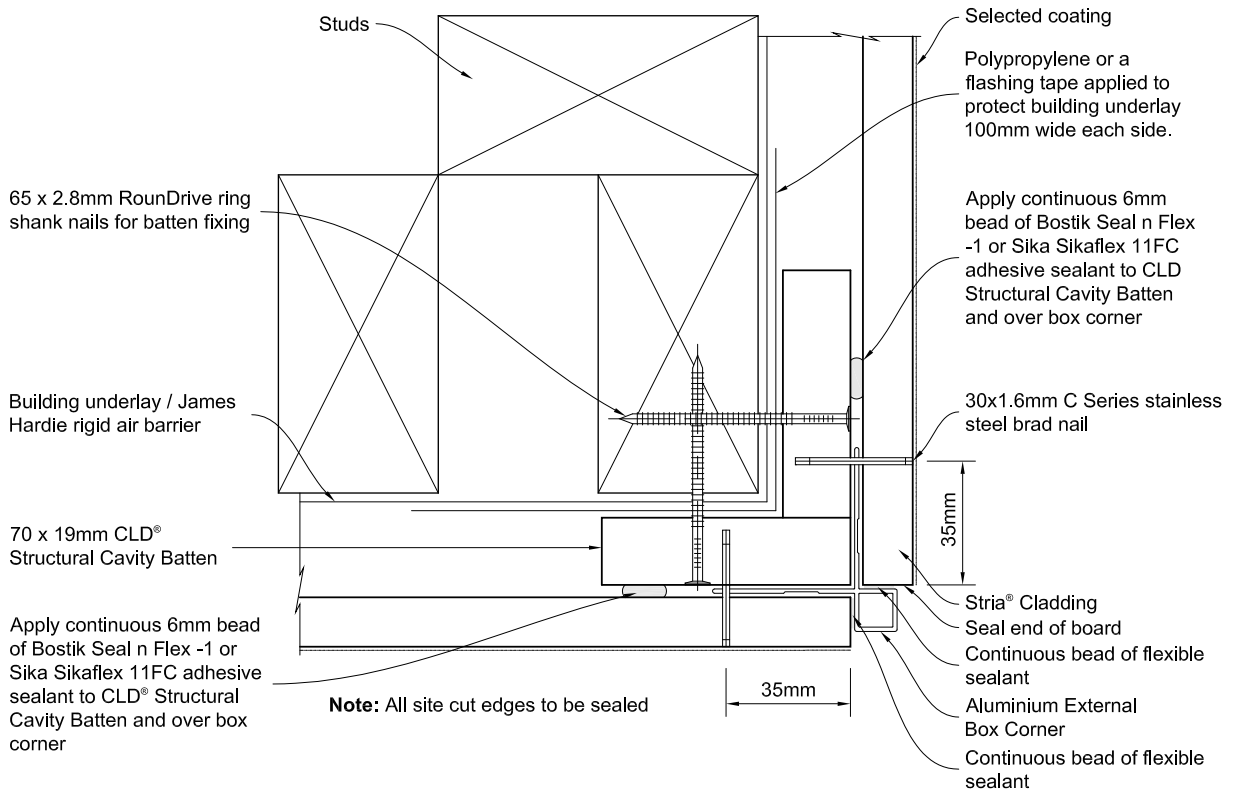 Studs
65 x 2.8mm RounDrive ring
shank nails for batten fixing
Building underlay / James
Hardie rigid air barrier
70 x 19mm CLD®
Structural Cavity Batten
Apply continuous 6mm bead
of Bostik Seal n Flex -1 or
Sika Sikaflex 11FC adhesive
sealant to CLD® Structural
Cavity Batten and over box
corner
Note: All site cut edges to be sealed
35mm
35mm
Selected coating
Polypropylene or a
flashing tape applied to
protect building underlay
100mm wide each side.
Apply continuous 6mm
bead of Bostik Seal n Flex
-1 or Sika Sikaflex 11FC
adhesive sealant to CLD
Structural Cavity Batten
and over box corner
30x1.6mm C Series stainless
steel brad nail
Stria® Cladding
Seal end of board
Continuous bead of flexible
sealant
Aluminium External
Box Corner
Continuous bead of flexible
sealant